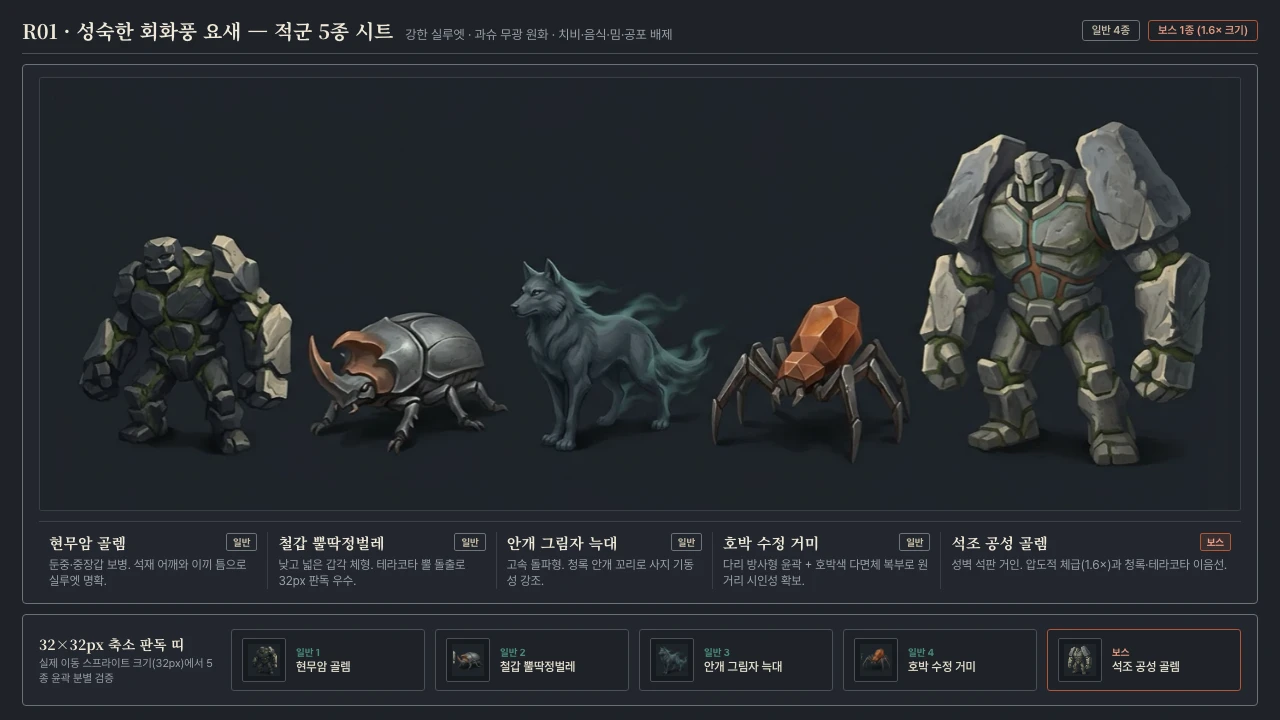 R01 · 성숙한 회화풍 요새 — 적군 5종 시트
강한 실루엣 · 과슈 무광 원화 · 치비·음식·밈·공포 배제
일반 4종
보스 1종 (1.6× 크기)
현무암 골렘
일반
둔중·중장갑 보병. 석재 어깨와 이끼 틈으로
실루엣 명확.
철갑 뿔딱정벌레
일반
낮고 넓은 갑각 체형. 테라코타 뿔 돌출로
32px 판독 우수.
안개 그림자 늑대
일반
고속 돌파형. 청록 안개 꼬리로 사지 기동
성 강조.
호박 수정 거미
일반
다리 방사형 윤곽 + 호박색 다면체 복부로 원
거리 시인성 확보.
석조 공성 골렘
보스
성벽 석판 거인. 압도적 체급(1.6×)과 청록·테라코타 이음선.
32×32px 축소 판독 띠
실제 이동 스프라이트 크기(32px)에서 5
종 윤곽 분별 검증
일반 1
현무암 골렘
일반 2
철갑 뿔딱정벌레
일반 3
안개 그림자 늑대
일반 4
호박 수정 거미
보스
석조 공성 골렘